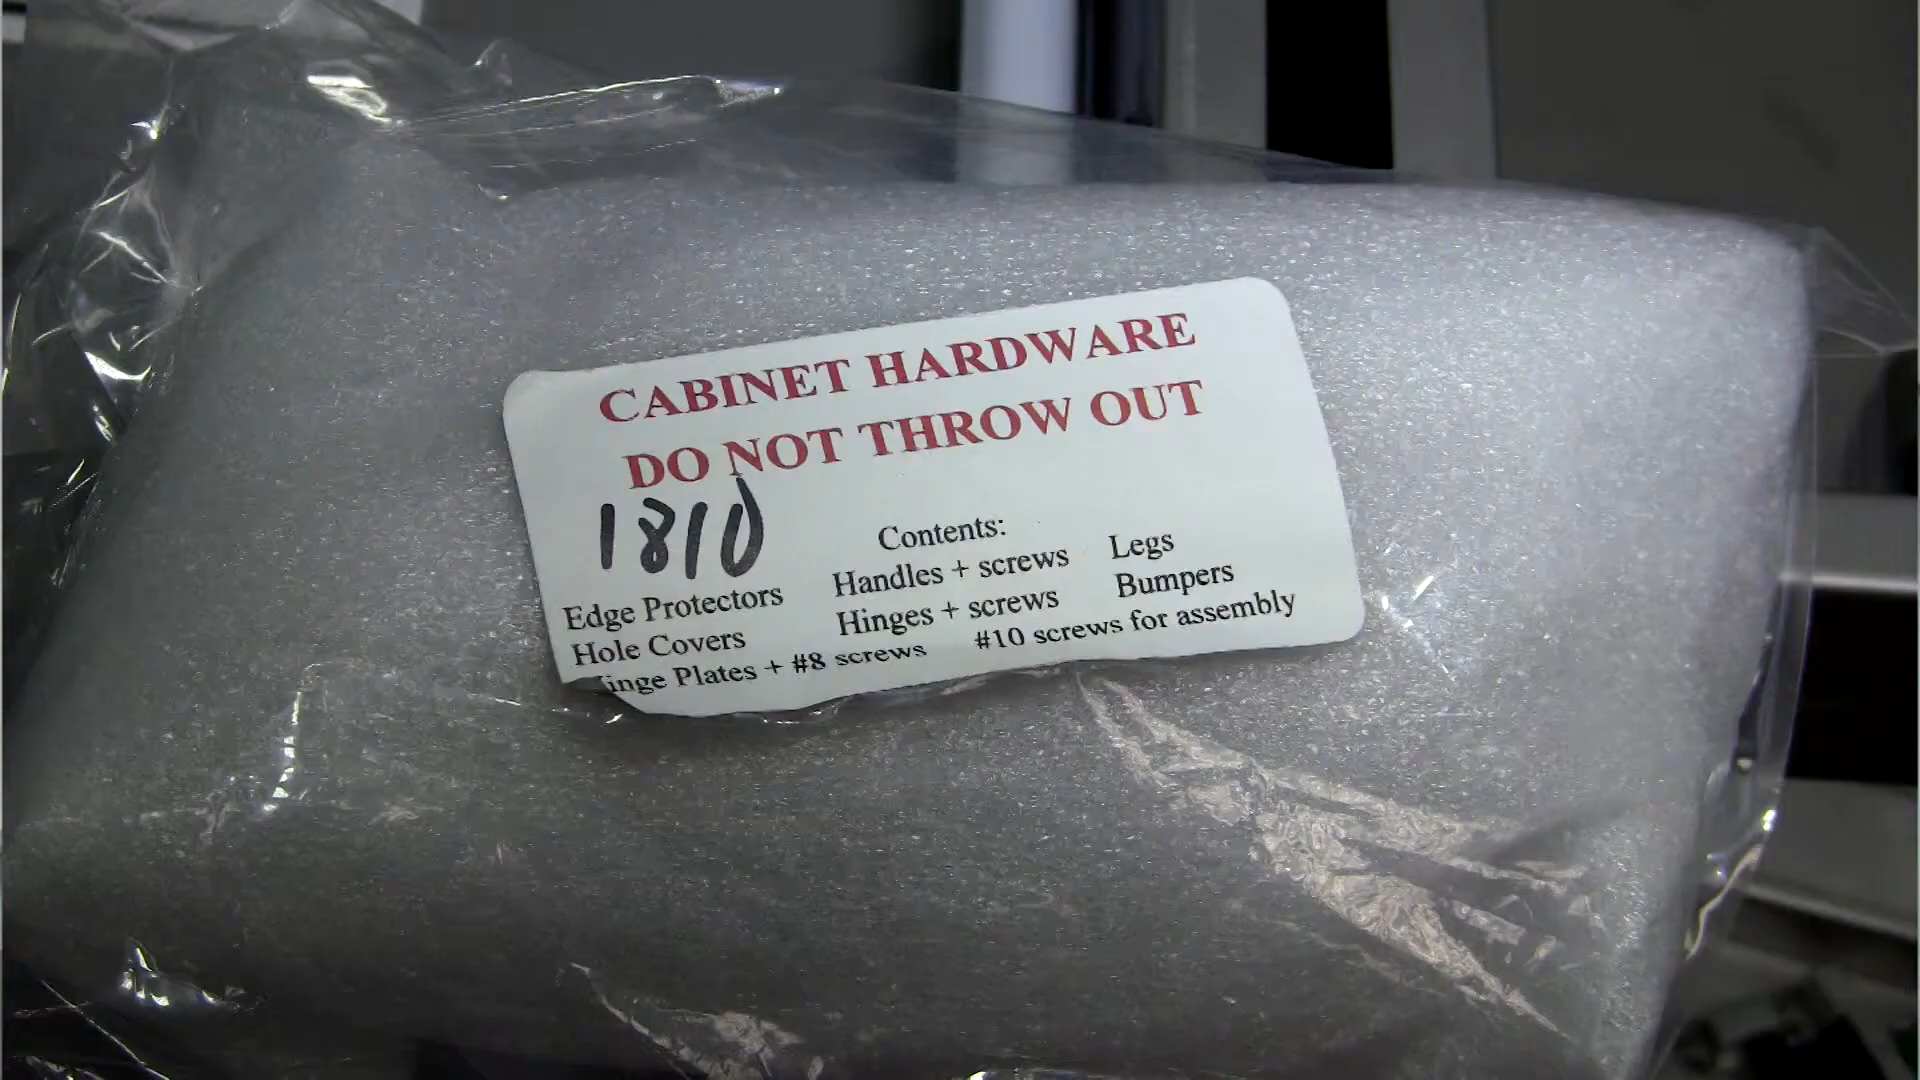 CABINET HARDWARE
DO NOT THROW OUT
1810
Contents:
Edge Protectors Handles + screws Legs
Hole Covers Hinges + screws Bumpers
inge Plates + #8 screws #10 screws for assembly